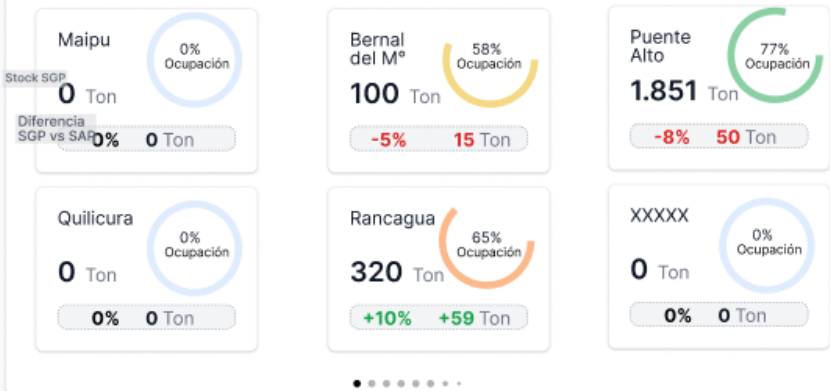 Maipu
0%
Ocupación
Stock SGP
0 Ton
Diferencia
SGP vs SAP
0% 0 Ton
Bernal
del Mº
58%
Ocupación
100 Ton
-5% 15 Ton
Puente
Alto
77%
Ocupación
1.851 Ton
-8% 50 Ton
Quilicura
0%
Ocupación
0 Ton
0% 0 Ton
Rancagua
65%
Ocupación
320 Ton
+10% +59 Ton
XXXXX
0%
Ocupación
0 Ton
0% 0 Ton